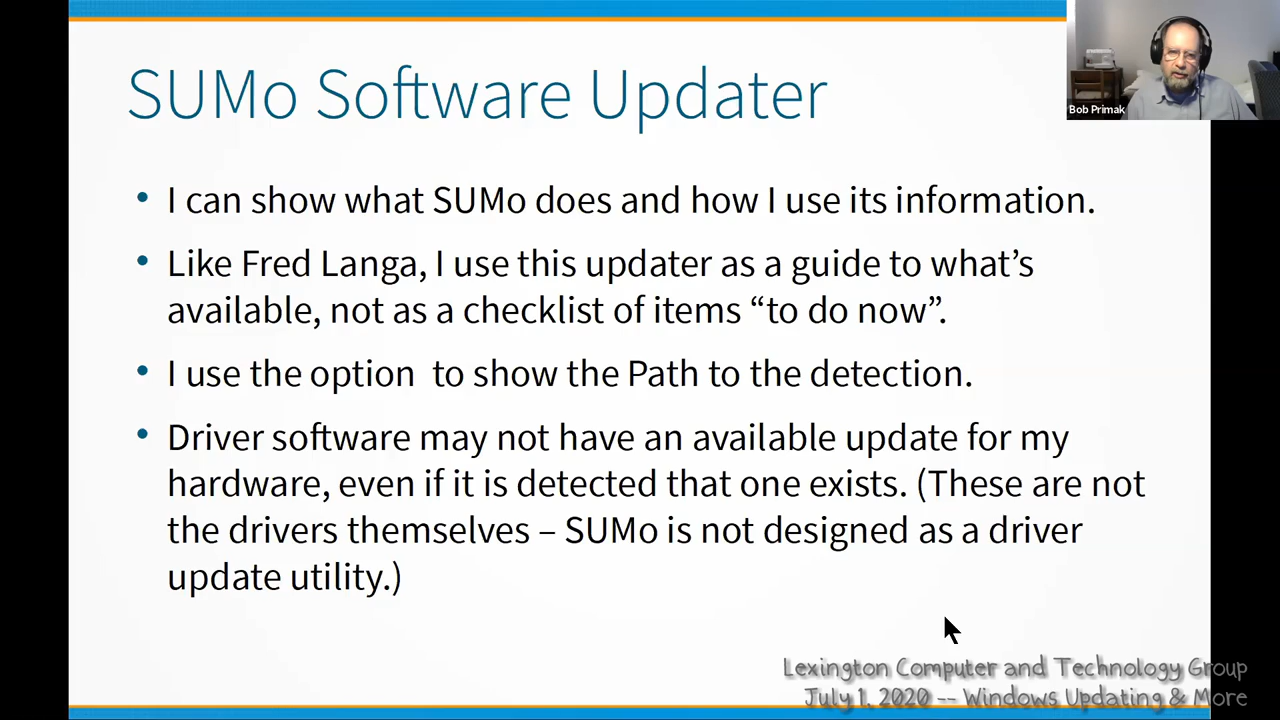 SUMo Software Updater
Bob Primak
• I can show what SUMo does and how I use its information.
• Like Fred Langa, I use this updater as a guide to what’s
available, not as a checklist of items “to do now”.
• I use the option  to show the Path to the detection.
• Driver software may not have an available update for my
hardware, even if it is detected that one exists. (These are not
the drivers themselves – SUMo is not designed as a driver
update utility.)
Lexington Computer and Technology Group
July 1, 2020 -- Windows Updating & More